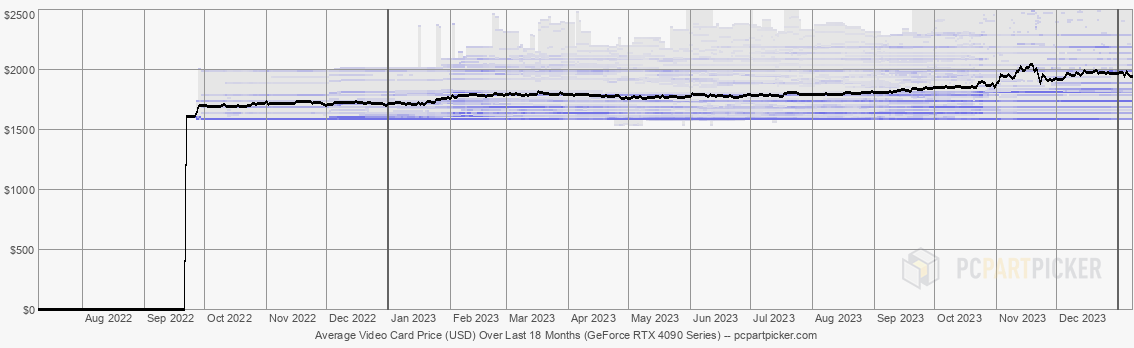 $2500
$2000
$1500
$1000
$500
$0
PCPARTPICKER
Aug 2022 Sep 2022 Oct 2022 Nov 2022 Dec 2022 Jan 2023 Feb 2023 Mar 2023 Apr 2023 May 2023 Jun 2023 Jul 2023 Aug 2023 Sep 2023 Oct 2023 Nov 2023 Dec 2023
Average Video Card Price (USD) Over Last 18 Months (GeForce RTX 4090 Series) -- pcpartpicker.com